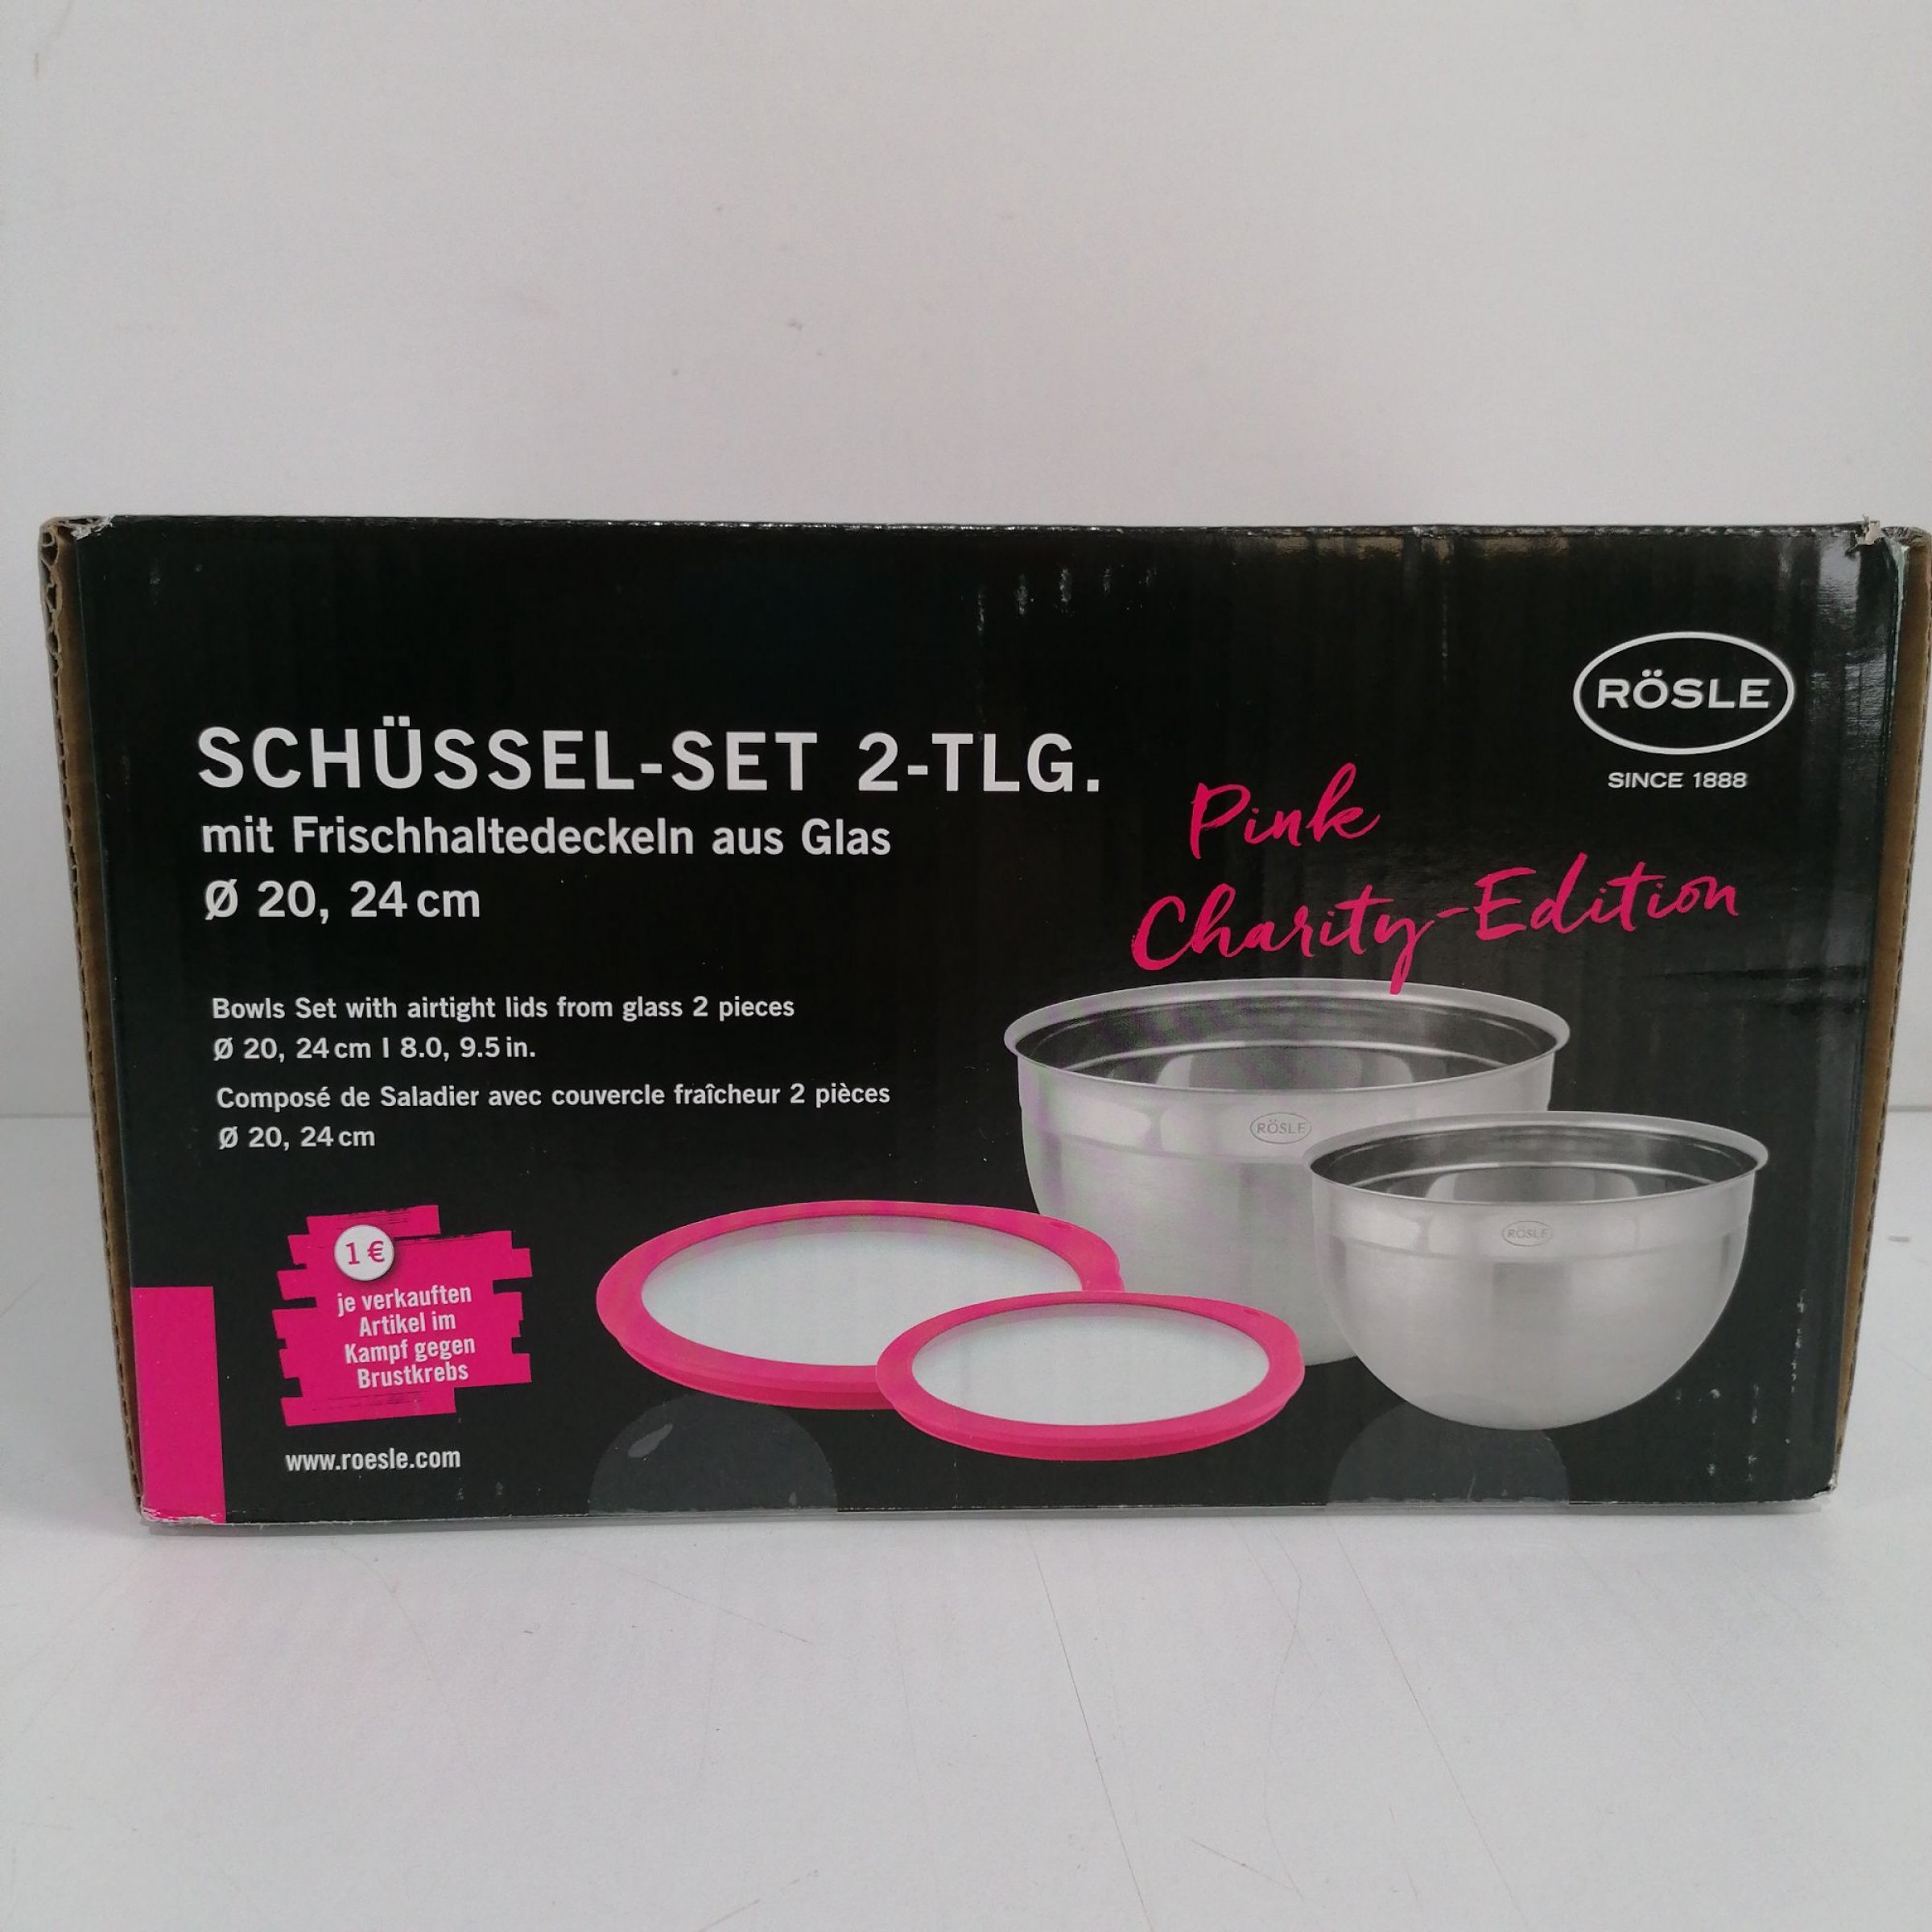 RÖSLE
SINCE 1888
SCHÜSSEL-SET 2-TLG.
mit Frischhaltedeckeln aus Glas
Ø 20, 24 cm
Pink
Charity-Edition
Bowls Set with airtight lids from glass 2 pieces
Ø 20, 24 cm I 8.0, 9.5 in.
Composé de Saladier avec couvercle fraîcheur 2 pièces
Ø 20, 24 cm
RÖSLE
RÖSLE
1 €
je verkauften
Artikel im
Kampf gegen
Brustkrebs
www.roesle.com